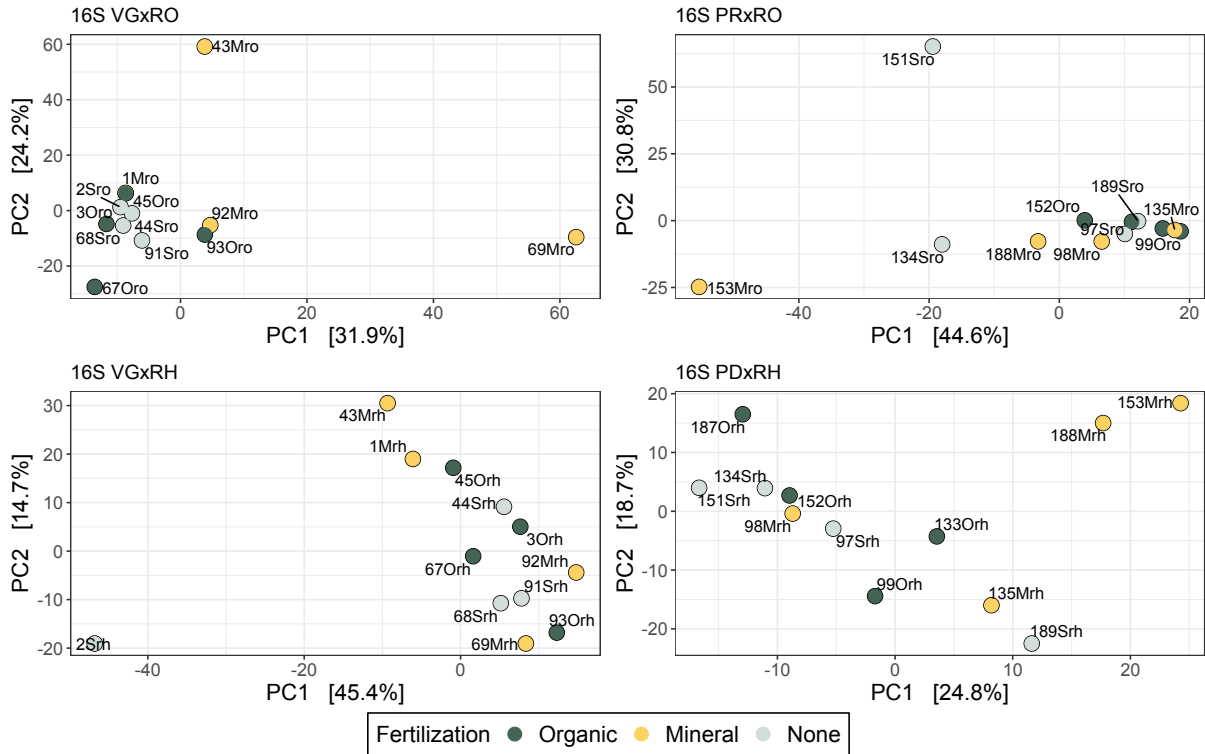 16S VGxRO
PC2 [24.2%]
60
40
20
0
-20
43Mro
1Mro
2Sro
45Oro
3Oro
44Sro
68Sro
91Sro
92Mro
93Oro
69Mro
67Oro
0
20
40
60
PC1 [31.9%]
16S PRxRO
PC2 [30.8%]
50
25
0
-25
151Sro
189Sro
152Oro
135Mro
97Sro
99Oro
134Sro
188Mro
98Mro
153Mro
-40
-20
0
20
PC1 [44.6%]
16S VGxRH
PC2 [14.7%]
30
20
10
0
-10
-20
43Mrh
1Mrh
45Orh
44Srh
3Orh
67Orh
92Mrh
91Srh
68Srh
93Orh
69Mrh
2Srh
-40
-20
0
PC1 [45.4%]
16S PDxRH
PC2 [18.7%]
20
10
0
-10
-20
153Mrh
188Mrh
187Orh
134Srh
151Srh
152Orh
98Mrh
97Srh
133Orh
99Orh
135Mrh
189Srh
-10
0
10
20
PC1 [24.8%]
Fertilization Organic Mineral None